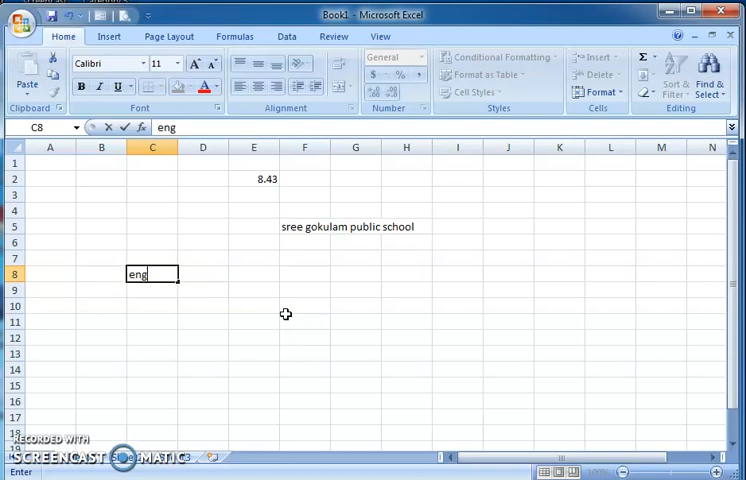 Book1 - Microsoft Excel
Home Insert Page Layout Formulas Data Review View
Calibri 11 General Conditional Formatting Insert Σ
Paste Format as Table Delete Sort & Find &
B I U A $ % , Cell Styles Format Filter Select
Clipboard Font Alignment Number Styles Cells Editing
C8 fx eng
A B C D E F G H I J K L M N
1
2 8.43
3
4
5 sree gokulam public school
6
7
8 eng
9
10
11
12
13
14
15
16
17
18
RECORDED WITH
SCREENCAST MATIC
Enter 100%